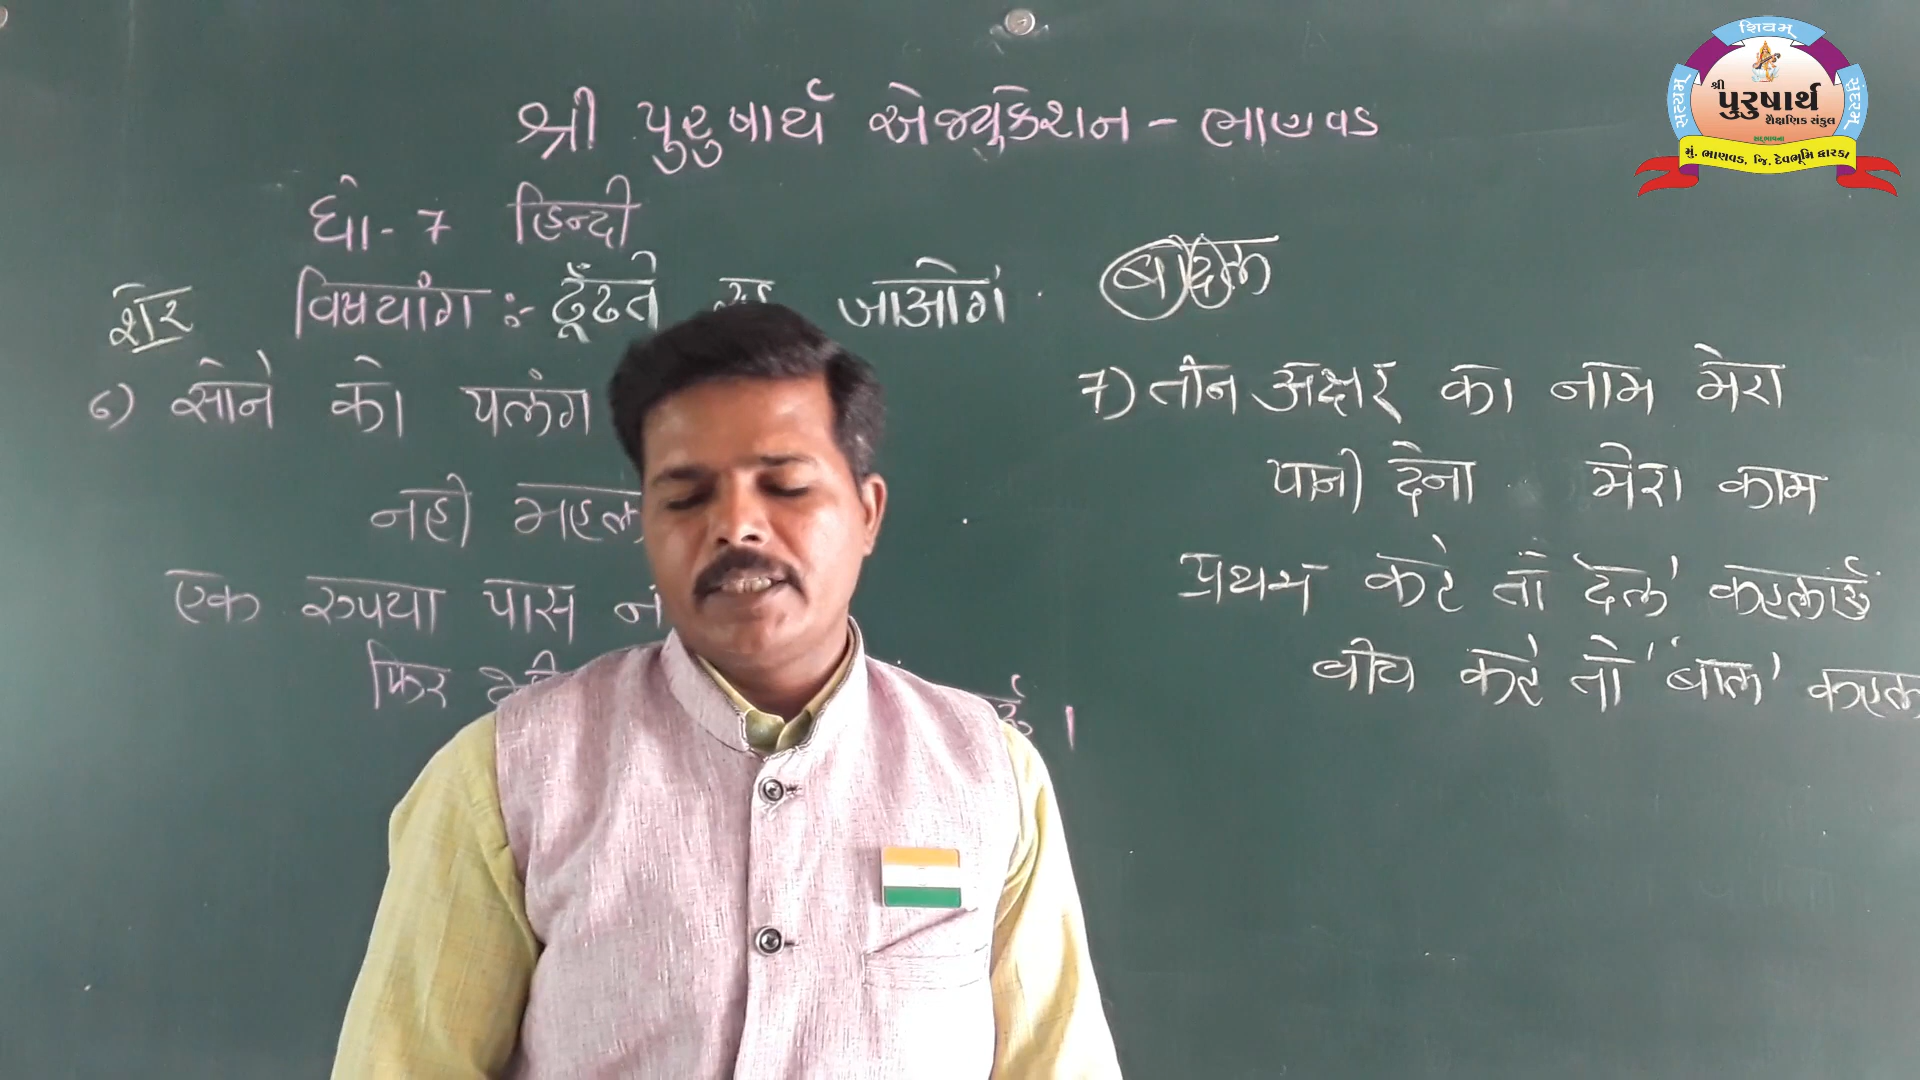 શ્રી પુરુષાર્થ એજ્યુકેશન - ભાણવડ
ધો- 7 हिन्दी
विषयांग :- ढूँढते जाओगे
शेर
बादल
6) सोने को पलंग
नही महल
एक रुपया पास न
फिर
7) तीन अक्षर का नाम मेरा
पानी देना मेरा काम
प्रथम कटे तो 'दल' कहलाऊँ
बीच कटे तो 'बाल' कहल
શિવમ્
સત્યમ્
સુંદરમ્
શ્રી
પુરુષાર્થ
શૈક્ષણિક સંકુલ
મું. ભાણવડ, જિ. દેવભૂમિ દ્વારકા